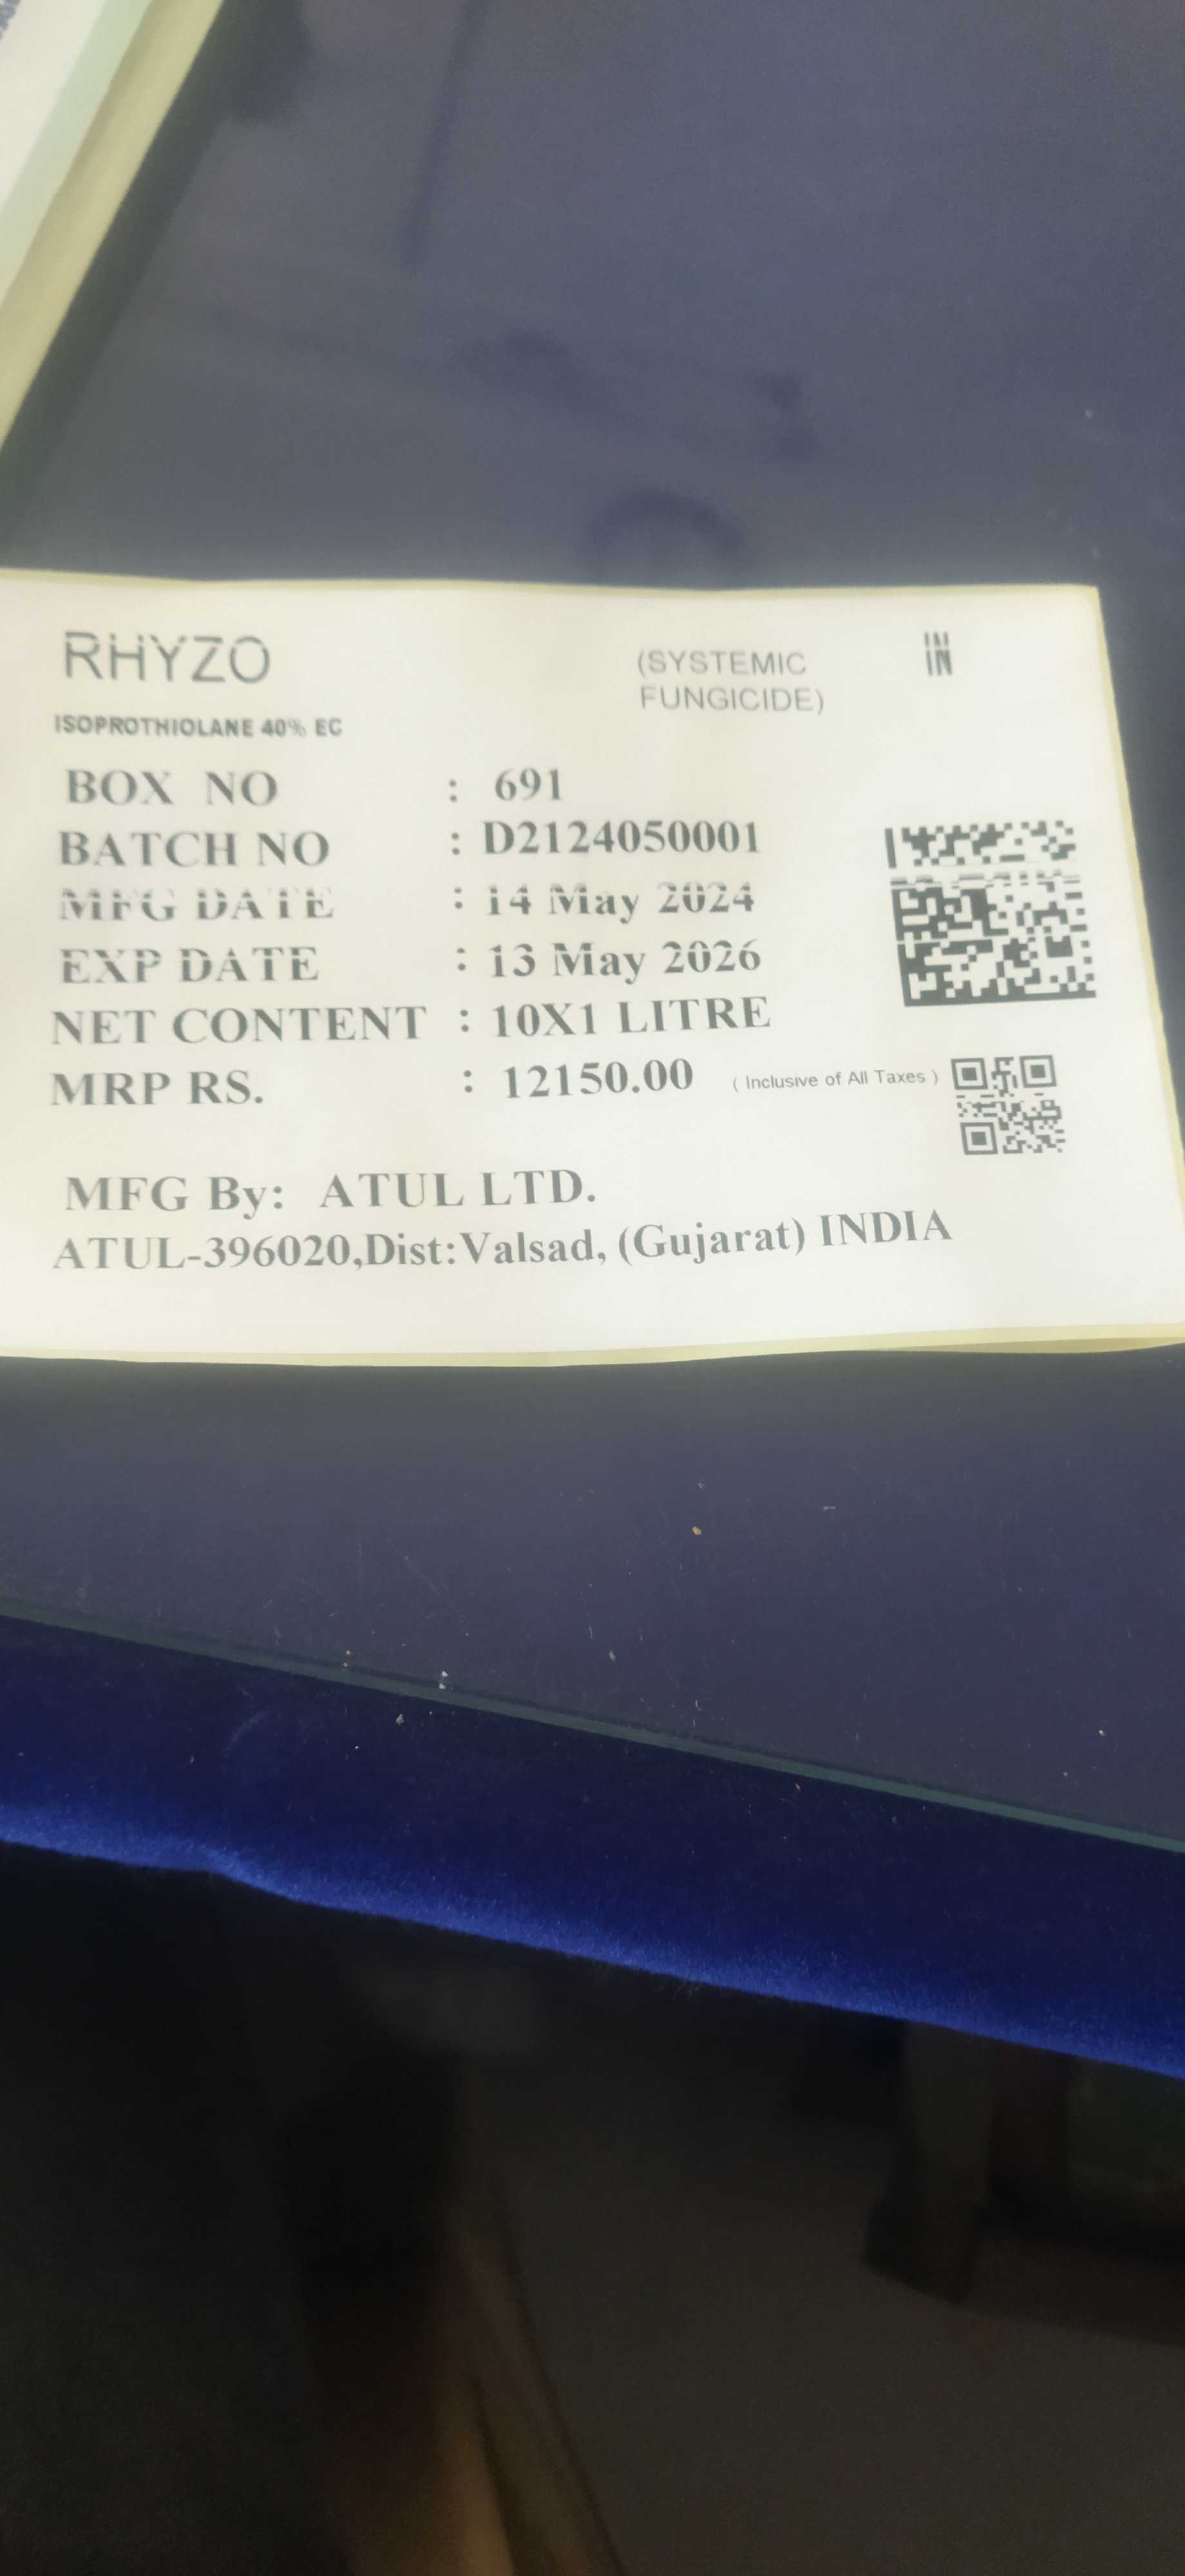 RHYZO
(SYSTEMIC
FUNGICIDE)
IN
ISOPROTHIOLANE 40% EC
BOX NO : 691
BATCH NO : D2124050001
MFG DATE : 14 May 2024
EXP DATE : 13 May 2026
NET CONTENT : 10X1 LITRE
MRP RS. : 12150.00 ( Inclusive of All Taxes )
MFG By: ATUL LTD.
ATUL-396020,Dist:Valsad, (Gujarat) INDIA